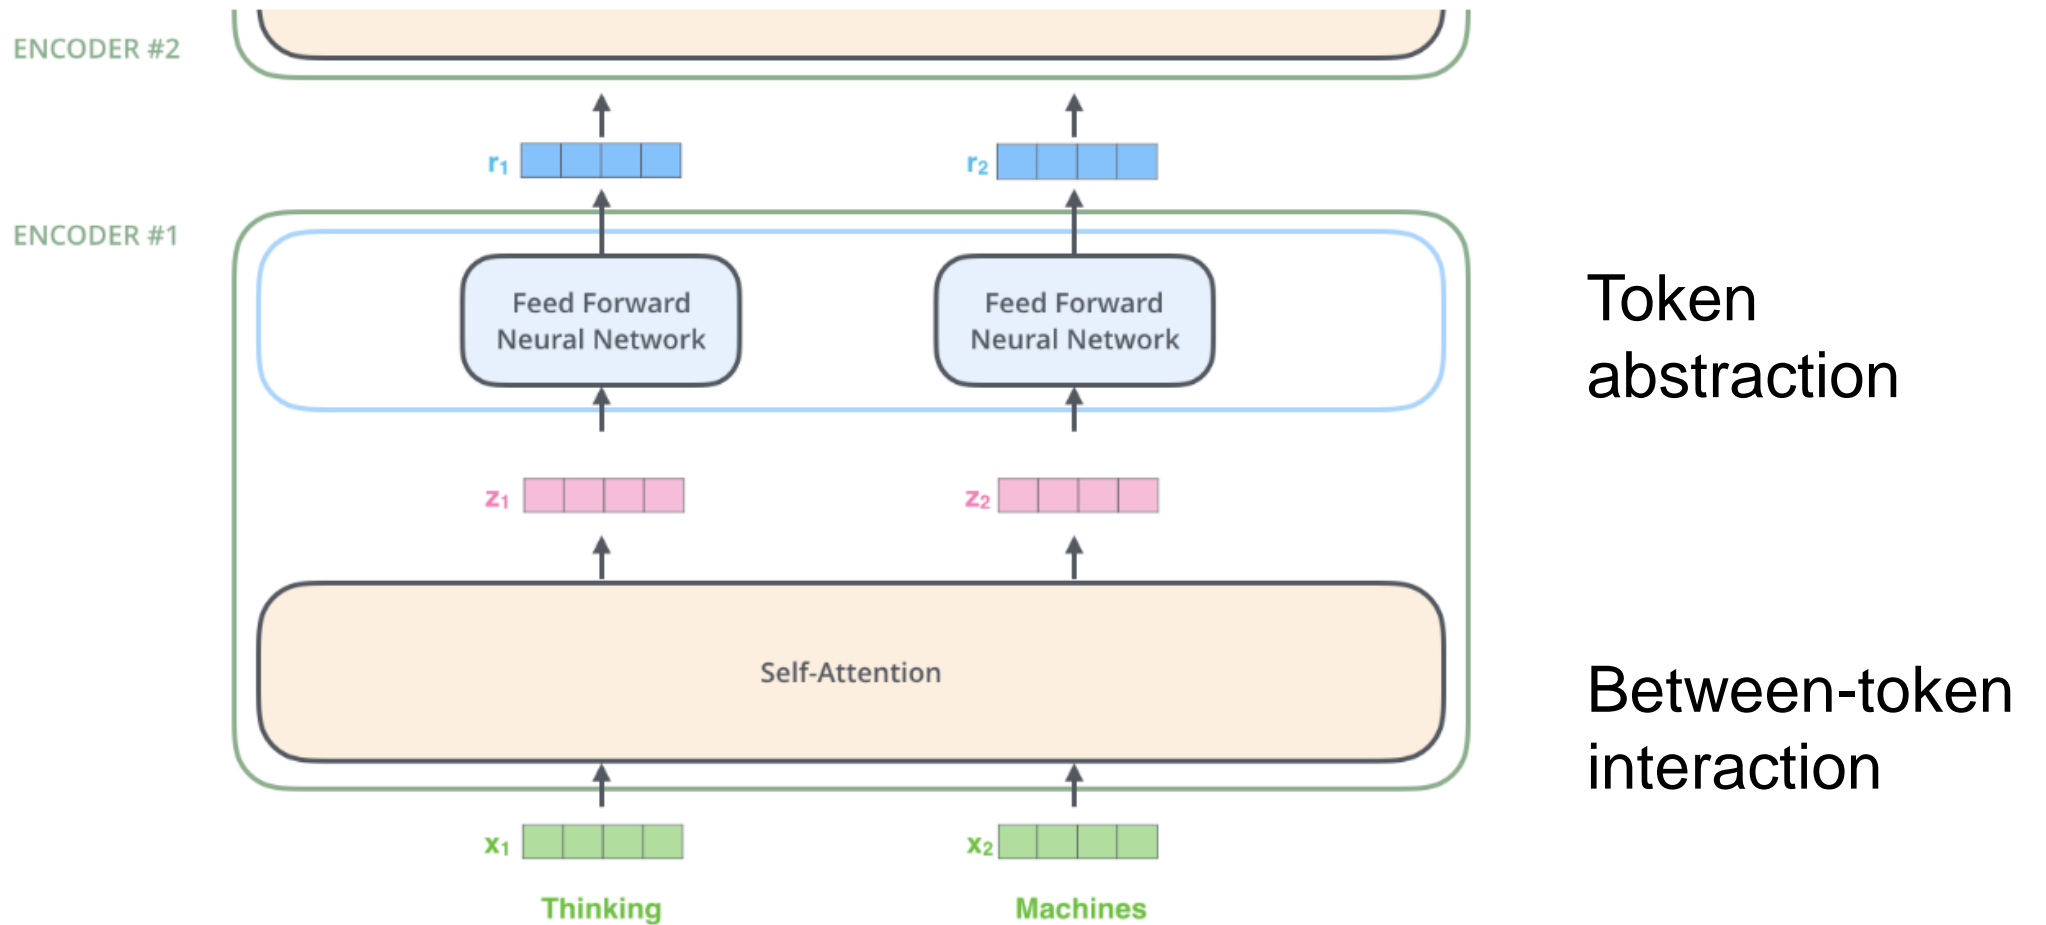 ENCODER #2
r1
r2
ENCODER #1
Feed Forward
Neural Network
Feed Forward
Neural Network
Token
abstraction
z1
z2
Self-Attention
Between-token
interaction
x1
x2
Thinking
Machines